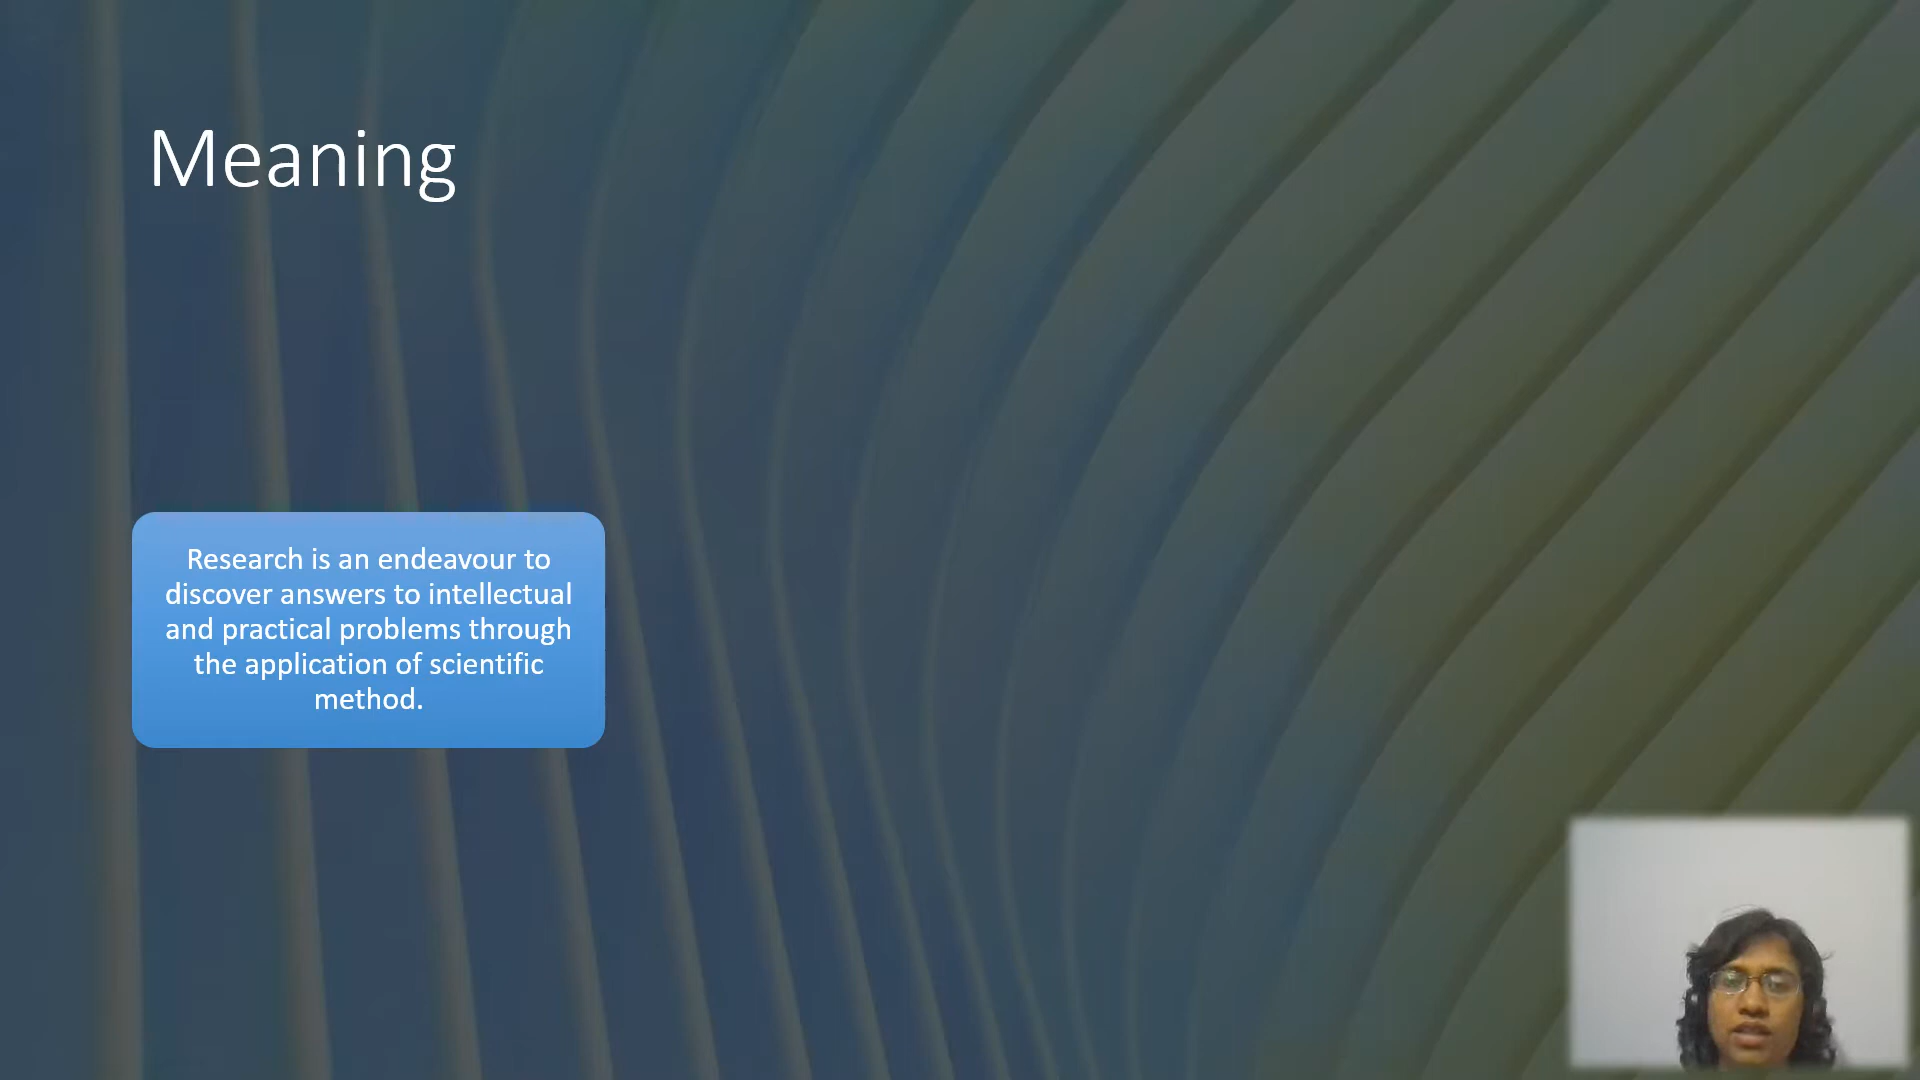 Meaning
Research is an endeavour to
discover answers to intellectual
and practical problems through
the application of scientific
method.